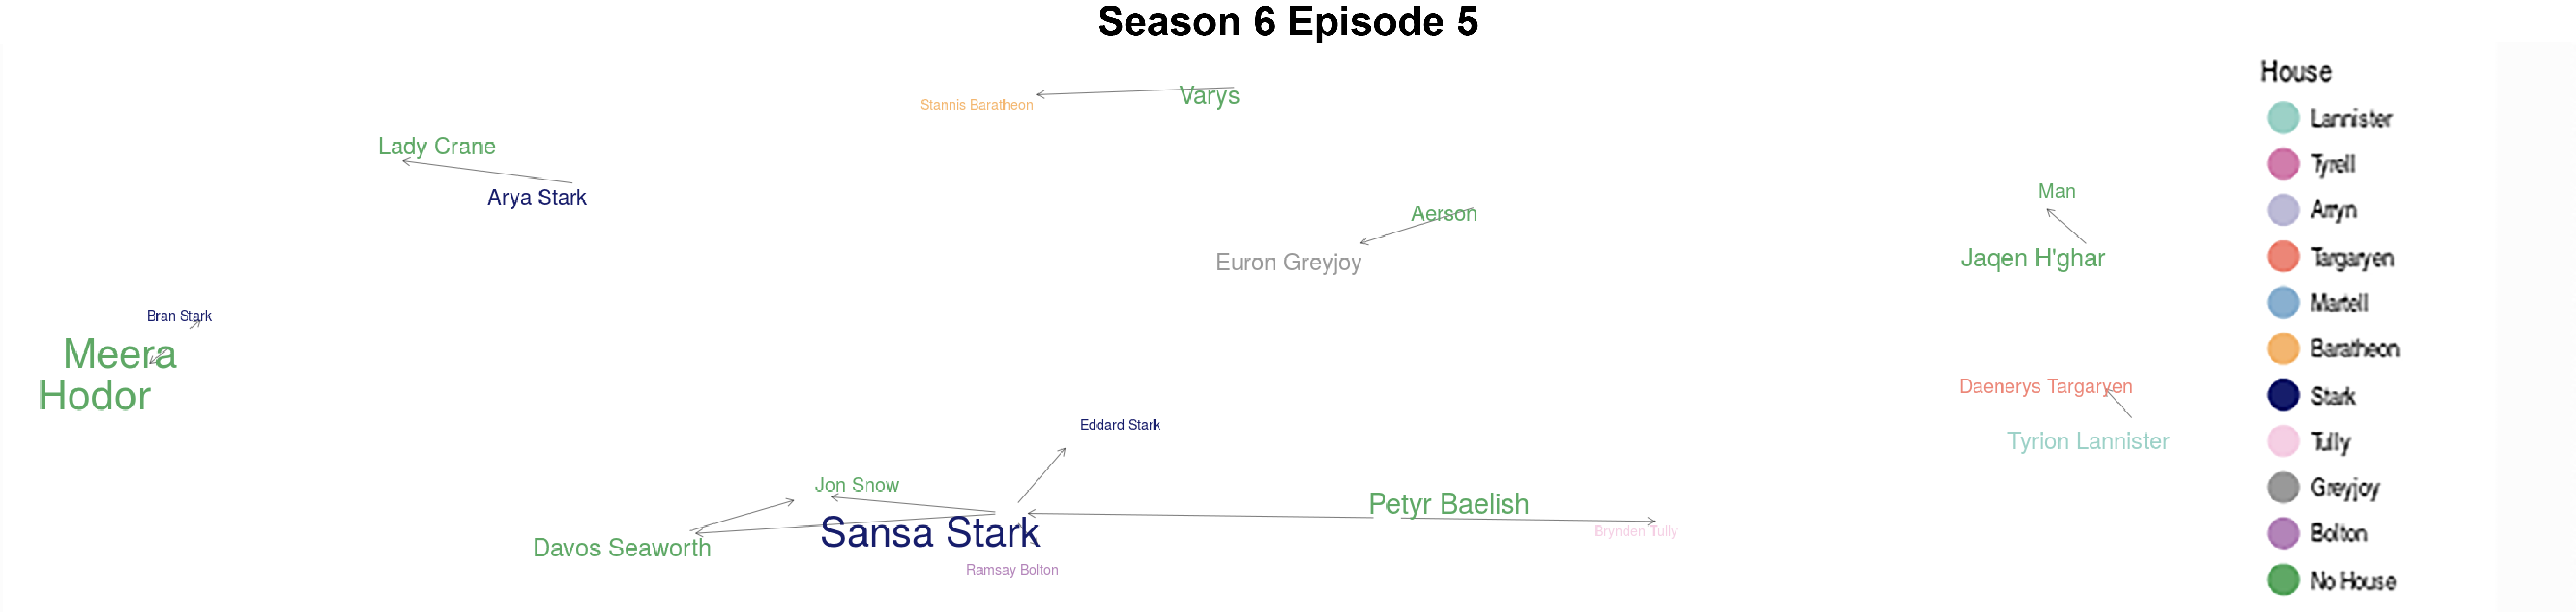 Season 6 Episode 5
House
Stannis Baratheon
Varys
Lannister
Lady Crane
Tyrell
Arya Stark
Man
Aerson
Arryn
Euron Greyjoy
Jaqen H'ghar
Targaryen
Bran Stark
Martell
Meera
Baratheon
Hodor
Daenerys Targaryen
Stark
Eddard Stark
Tyrion Lannister
Tully
Jon Snow
Petyr Baelish
Greyjoy
Sansa Stark
Brynden Tully
Bolton
Davos Seaworth
Ramsay Bolton
No House